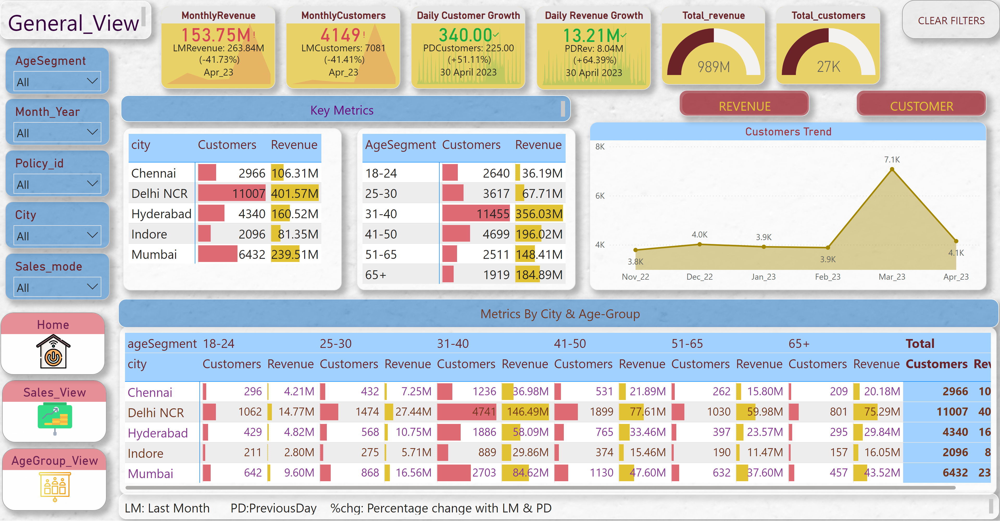 General_View
MonthlyRevenue
153.75M!
LMRevenue: 263.84M
(-41.73%)
Apr_23
MonthlyCustomers
4149!
LMCustomers: 7081
(-41.41%)
Apr_23
Daily Customer Growth
340.00
PDCustomers: 225.00
(+51.11%)
30 April 2023
Daily Revenue Growth
13.21M
PDRev: 8.04M
(+64.39%)
30 April 2023
Total_revenue
989M
Total_customers
27K
CLEAR FILTERS
AgeSegment
All
Month_Year
All
Policy_id
All
City
All
Sales_mode
All
Home
Sales_View
AgeGroup_View
Key Metrics
city Customers Revenue
Chennai 2966 106.31M
Delhi NCR 11007 401.57M
Hyderabad 4340 160.52M
Indore 2096 81.35M
Mumbai 6432 239.51M
AgeSegment Customers Revenue
18-24 2640 36.19M
25-30 3617 67.71M
31-40 11455 356.03M
41-50 4699 196.02M
51-65 2511 148.41M
65+ 1919 184.89M
REVENUE
CUSTOMER
Customers Trend
8K
6K
4K
3.8K
4.0K
3.9K
3.9K
7.1K
4.1K
Nov_22 Dec_22 Jan_23 Feb_23 Mar_23 Apr_23
Metrics By City & Age-Group
ageSegment 18-24 25-30 31-40 41-50 51-65 65+ Total
city Customers Revenue Customers Revenue Customers Revenue Customers Revenue Customers Revenue Customers Revenue Customers
Chennai 296 4.21M 432 7.25M 1236 36.98M 531 21.89M 262 15.80M 209 20.18M 2966 10
Delhi NCR 1062 14.77M 1474 27.44M 4741 146.49M 1899 77.61M 1030 59.98M 801 75.29M 11007 40
Hyderabad 429 4.82M 568 10.75M 1886 58.09M 765 33.46M 397 23.57M 295 29.84M 4340 16
Indore 211 2.80M 275 5.71M 889 29.86M 374 15.46M 190 11.47M 157 16.05M 2096 8
Mumbai 642 9.60M 868 16.56M 2703 84.62M 1130 47.60M 632 37.60M 457 43.52M 6432 23
LM: Last Month PD:PreviousDay %chg: Percentage change with LM & PD